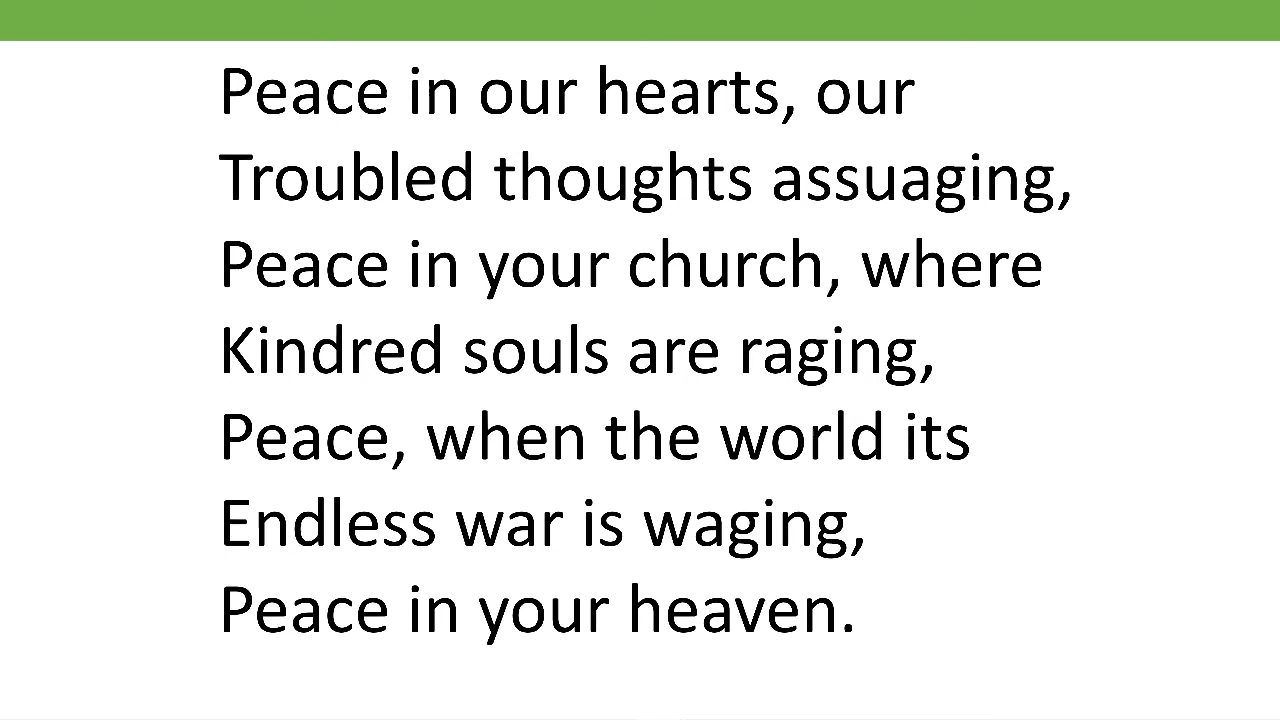 Peace in our hearts, our
Troubled thoughts assuaging,
Peace in your church, where
Kindred souls are raging,
Peace, when the world its
Endless war is waging,
Peace in your heaven.